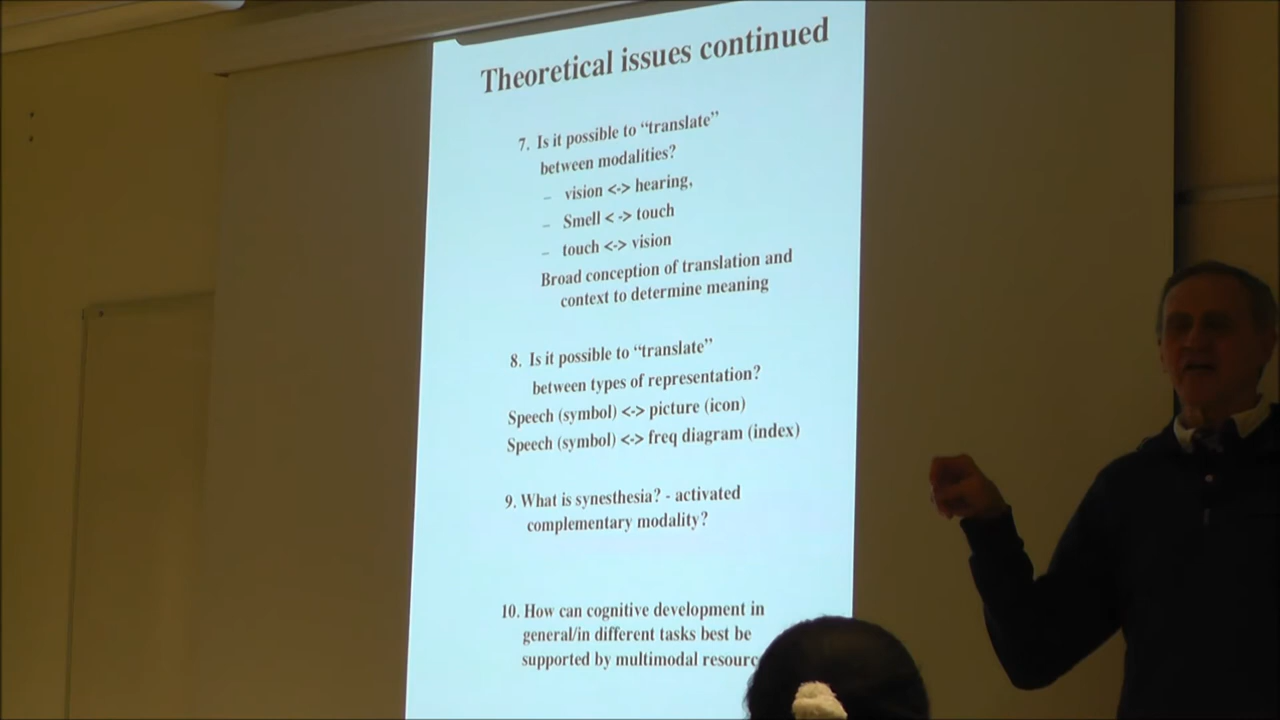 Theoretical issues continued
7. Is it possible to “translate”
between modalities?
– vision <-> hearing,
– Smell < -> touch
– touch <-> vision
Broad conception of translation and
context to determine meaning
8. Is it possible to “translate”
between types of representation?
Speech (symbol) <-> picture (icon)
Speech (symbol) <-> freq diagram (index)
9. What is synesthesia? - activated
complementary modality?
10. How can cognitive development in
general/in different tasks best be
supported by multimodal